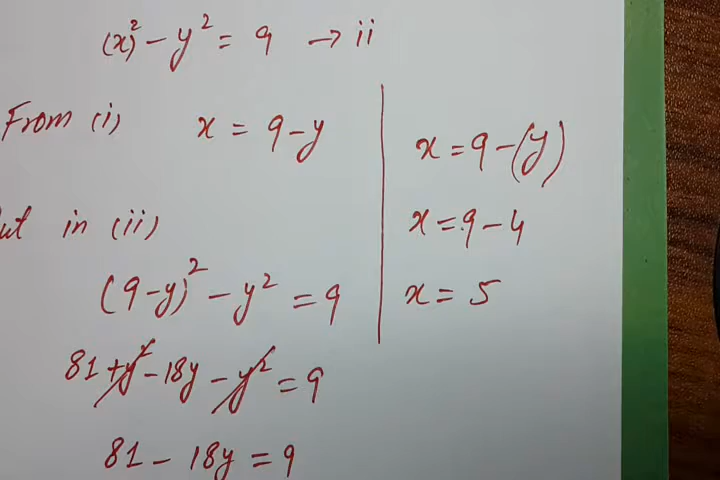 (x)² - y² = 9 → ii
From (i) x = 9 - y
in (ii)
(9 - y)² - y² = 9
81 + y² - 18y - y² = 9
81 - 18y = 9
x = 9 - (y)
x = 9 - 4
x = 5